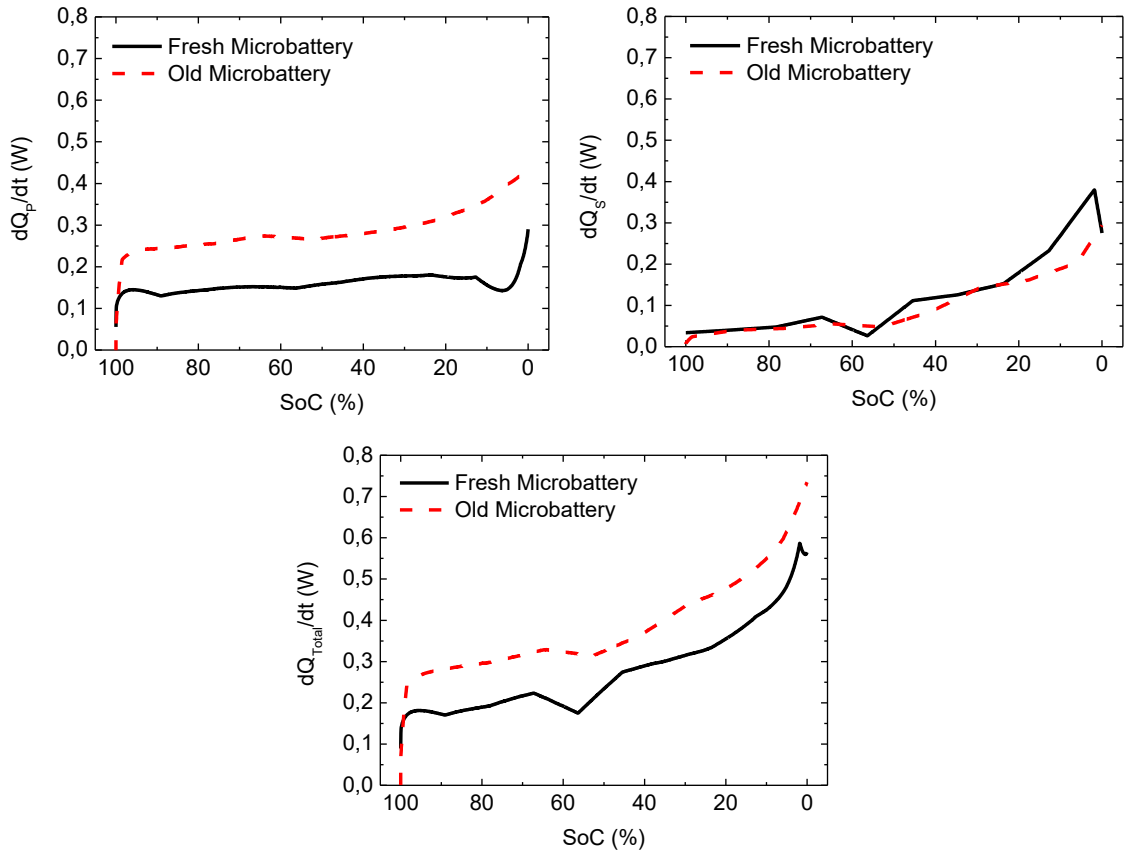 0,8
0,7
0,6
0,5
0,4
0,3
0,2
0,1
0,0
dQP/dt (W)
Fresh Microbattery
Old Microbattery
100 80 60 40 20 0
SoC (%)
0,8
0,7
0,6
0,5
0,4
0,3
0,2
0,1
0,0
dQS/dt (W)
Fresh Microbattery
Old Microbattery
100 80 60 40 20 0
SoC (%)
0,8
0,7
0,6
0,5
0,4
0,3
0,2
0,1
0,0
dQTotal/dt (W)
Fresh Microbattery
Old Microbattery
100 80 60 40 20 0
SoC (%)